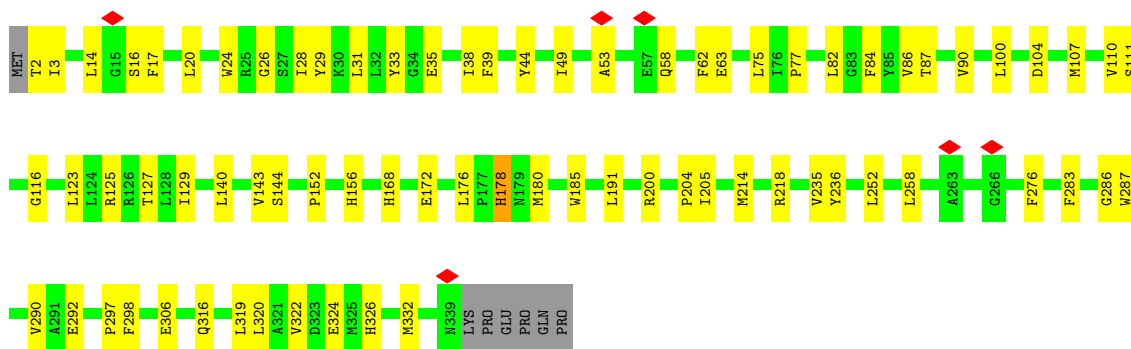 MET T2 I3 L14 G15 S16 F17 L20 W24 R25 G26 S27 I28 Y29 K30 L31 L32 Y33 G34 E35 I38 F39 Y44 I49 A53 E57 Q58 F62 E63 L75 I76 P77 L82 G83 F84 Y85 V86 T87 V90 L100 D104 M107 V110 S111
G116 L123 L124 R125 R126 T127 L128 I129 L140 V143 S144 P152 H156 H168 E172 L176 P177 H178 N179 M180 W185 L191 R200 P204 I205 M214 R218 V235 Y236 L252 L258 A263 G266 F276 F283 G286 W287
V290 A291 E292 P297 F298 E306 Q316 L319 L320 A321 V322 D323 E324 M325 H326 M332 N339 LYS PRO GLU PRO GLN PRO